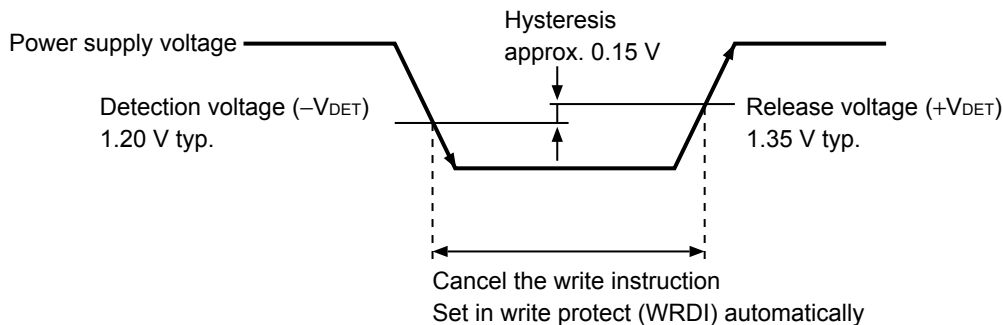 Hysteresis
approx. 0.15 V
Power supply voltage
Detection voltage (−VDET)
1.20 V typ.
Release voltage (+VDET)
1.35 V typ.
Cancel the write instruction
Set in write protect (WRDI) automatically